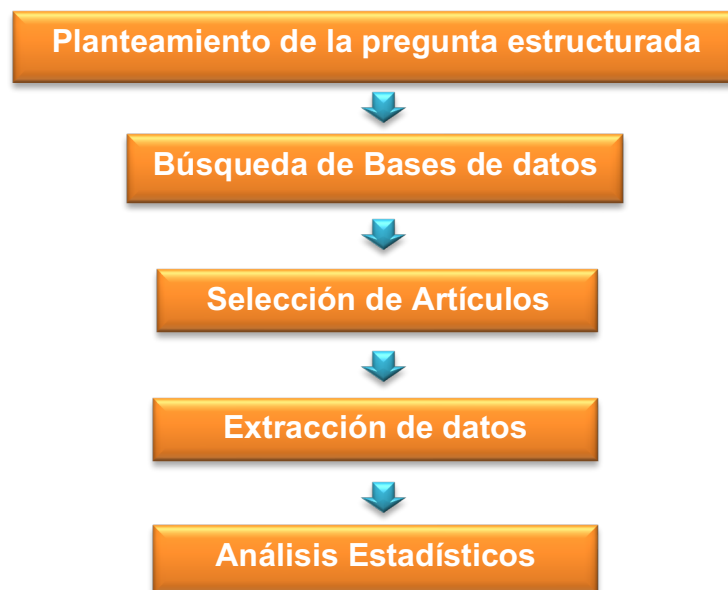 Planteamiento de la pregunta estructurada
Búsqueda de Bases de datos
Selección de Artículos
Extracción de datos
Análisis Estadísticos